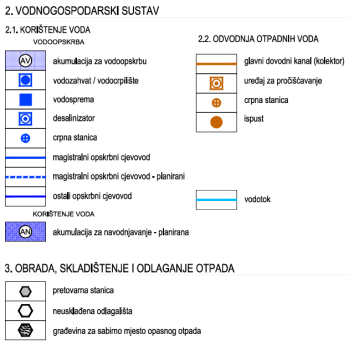 2. VODNOGOSPODARSKI SUSTAV
2.1. KORIŠTENJE VODA
VODOOPSKRBA
AV akumulacija za vodoopskrbu
vodozahvat / vodocrpilište
vodosprema
desalinizator
crpna stanica
magistralni opskrbni cjevovod
magistralni opskrbni cjevovod - planirani
ostali opskrbni cjevovod
KORIŠTENJE VODA
AN akumulacija za navodnjavanje - planirana
2.2. ODVODNJA OTPADNIH VODA
glavni dovodni kanal (kolektor)
uređaj za pročišćavanje
crpna stanica
ispust
vodotok
3. OBRADA, SKLADIŠTENJE I ODLAGANJE OTPADA
pretovarna stanica
neusklađena odlagališta
građevina za sabirno mjesto opasnog otpada